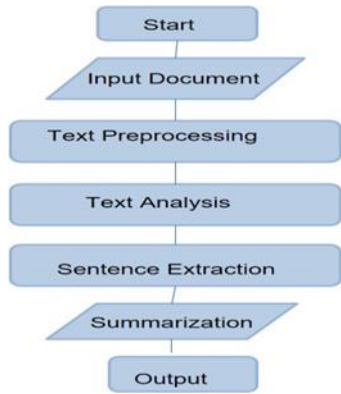 Start
Input Document
Text Preprocessing
Text Analysis
Sentence Extraction
Summarization
Output